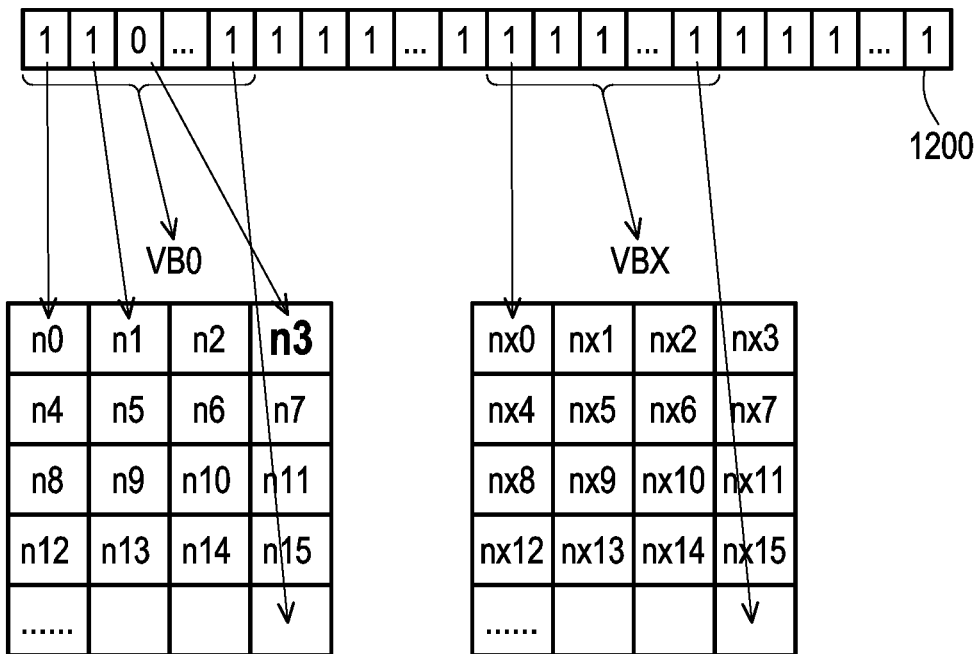 1 1 0 ... 1 1 1 1 ... 1 1 1 1 ... 1 1 1 1 ... 1
1200
VB0 VBX
n0 n1 n2 n3 nx0 nx1 nx2 nx3
n4 n5 n6 n7 nx4 nx5 nx6 nx7
n8 n9 n10 n11 nx8 nx9 nx10 nx11
n12 n13 n14 n15 nx12 nx13 nx14 nx15
...... ......